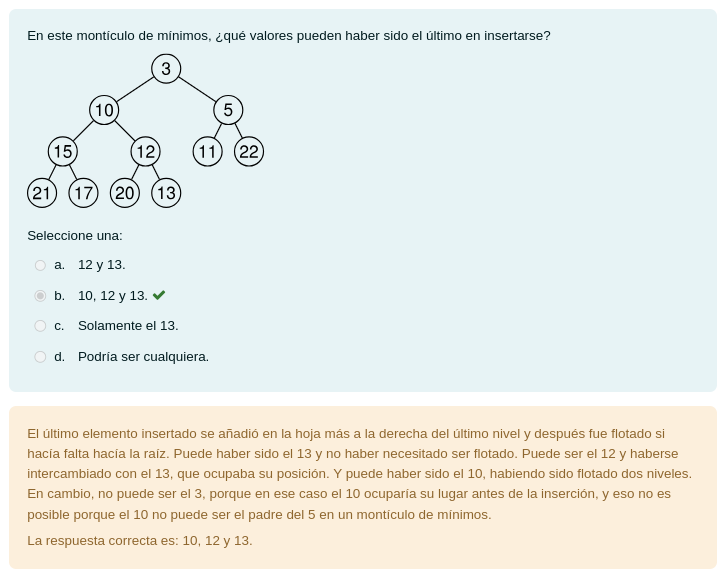 En este montículo de mínimos, ¿qué valores pueden haber sido el último en insertarse?
3
10 5
15 12 11 22
21 17 20 13
Seleccione una:
a. 12 y 13.
b. 10, 12 y 13.
c. Solamente el 13.
d. Podría ser cualquiera.
El último elemento insertado se añadió en la hoja más a la derecha del último nivel y después fue flotado si
hacía falta hacía la raíz. Puede haber sido el 13 y no haber necesitado ser flotado. Puede ser el 12 y haberse
intercambiado con el 13, que ocupaba su posición. Y puede haber sido el 10, habiendo sido flotado dos niveles.
En cambio, no puede ser el 3, porque en ese caso el 10 ocuparía su lugar antes de la inserción, y eso no es
posible porque el 10 no puede ser el padre del 5 en un montículo de mínimos.
La respuesta correcta es: 10, 12 y 13.